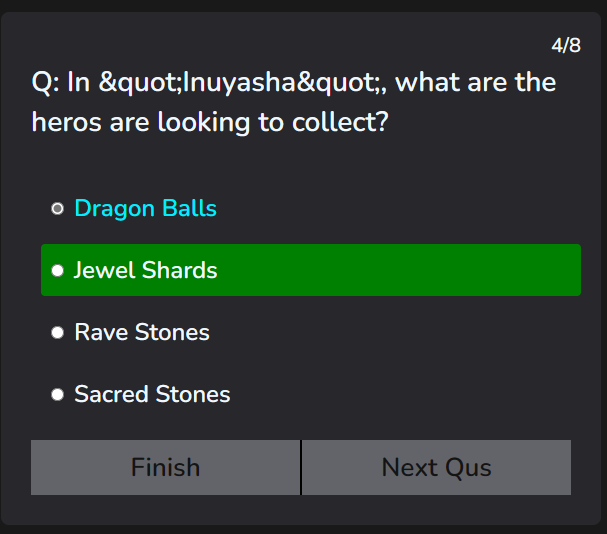 4/8
Q: In &quot;Inuyasha&quot;, what are the
heros are looking to collect?
Dragon Balls
Jewel Shards
Rave Stones
Sacred Stones
Finish
Next Qus